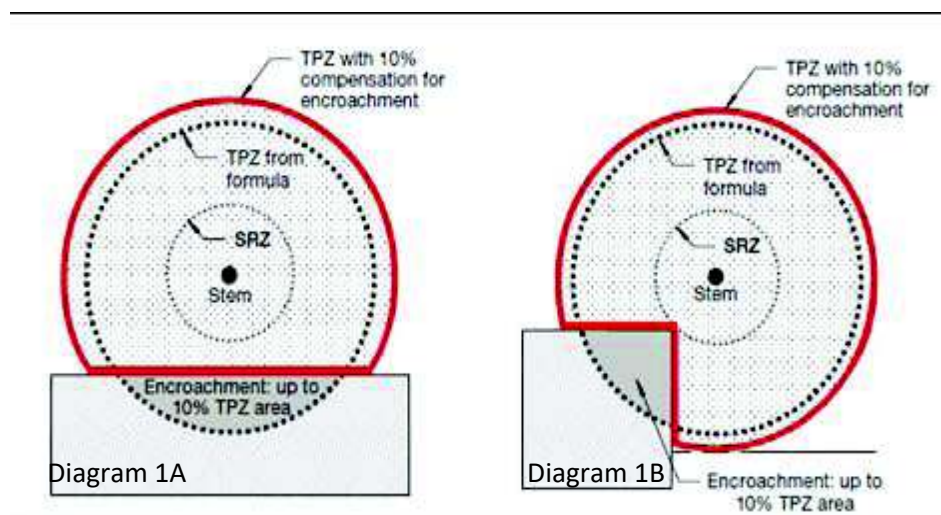 TPZ with 10%
compensation for
encroachment
TPZ from
formula
SRZ
Stem
Encroachment: up to
10% TPZ area
Diagram 1A
TPZ with 10%
compensation for
encroachment
TPZ from
formula
SRZ
Stem
Diagram 1B
Encroachment: up to
10% TPZ area